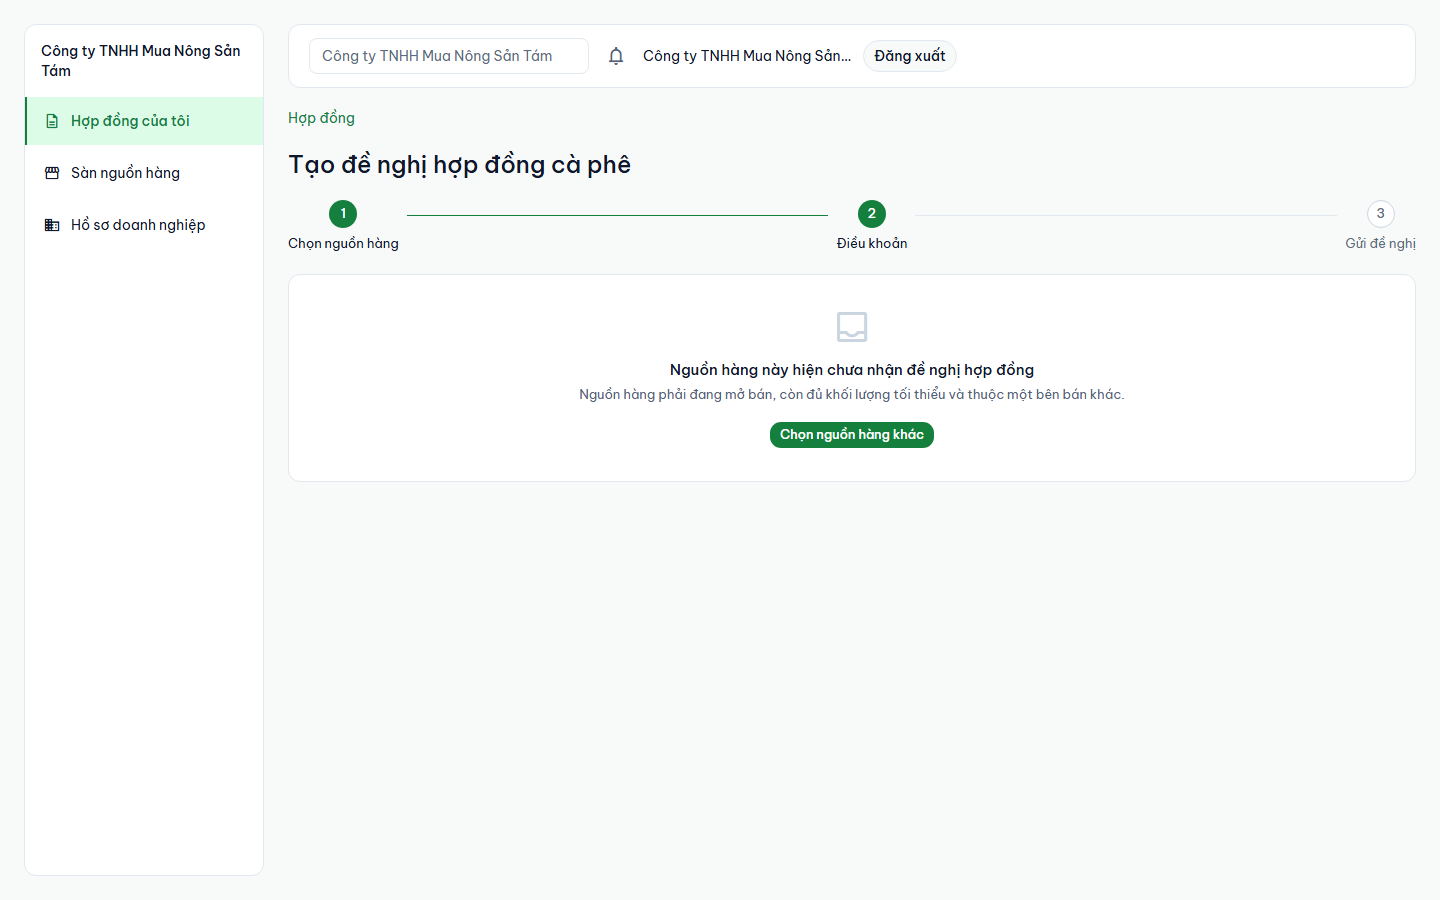 Công ty TNHH Mua Nông Sản
Tám
Hợp đồng của tôi
Sàn nguồn hàng
Hồ sơ doanh nghiệp
Công ty TNHH Mua Nông Sản Tám
Công ty TNHH Mua Nông Sản...
Đăng xuất
Hợp đồng
Tạo đề nghị hợp đồng cà phê
1
2
3
Chọn nguồn hàng
Điều khoản
Gửi đề nghị
Nguồn hàng này hiện chưa nhận đề nghị hợp đồng
Nguồn hàng phải đang mở bán, còn đủ khối lượng tối thiểu và thuộc một bên bán khác.
Chọn nguồn hàng khác